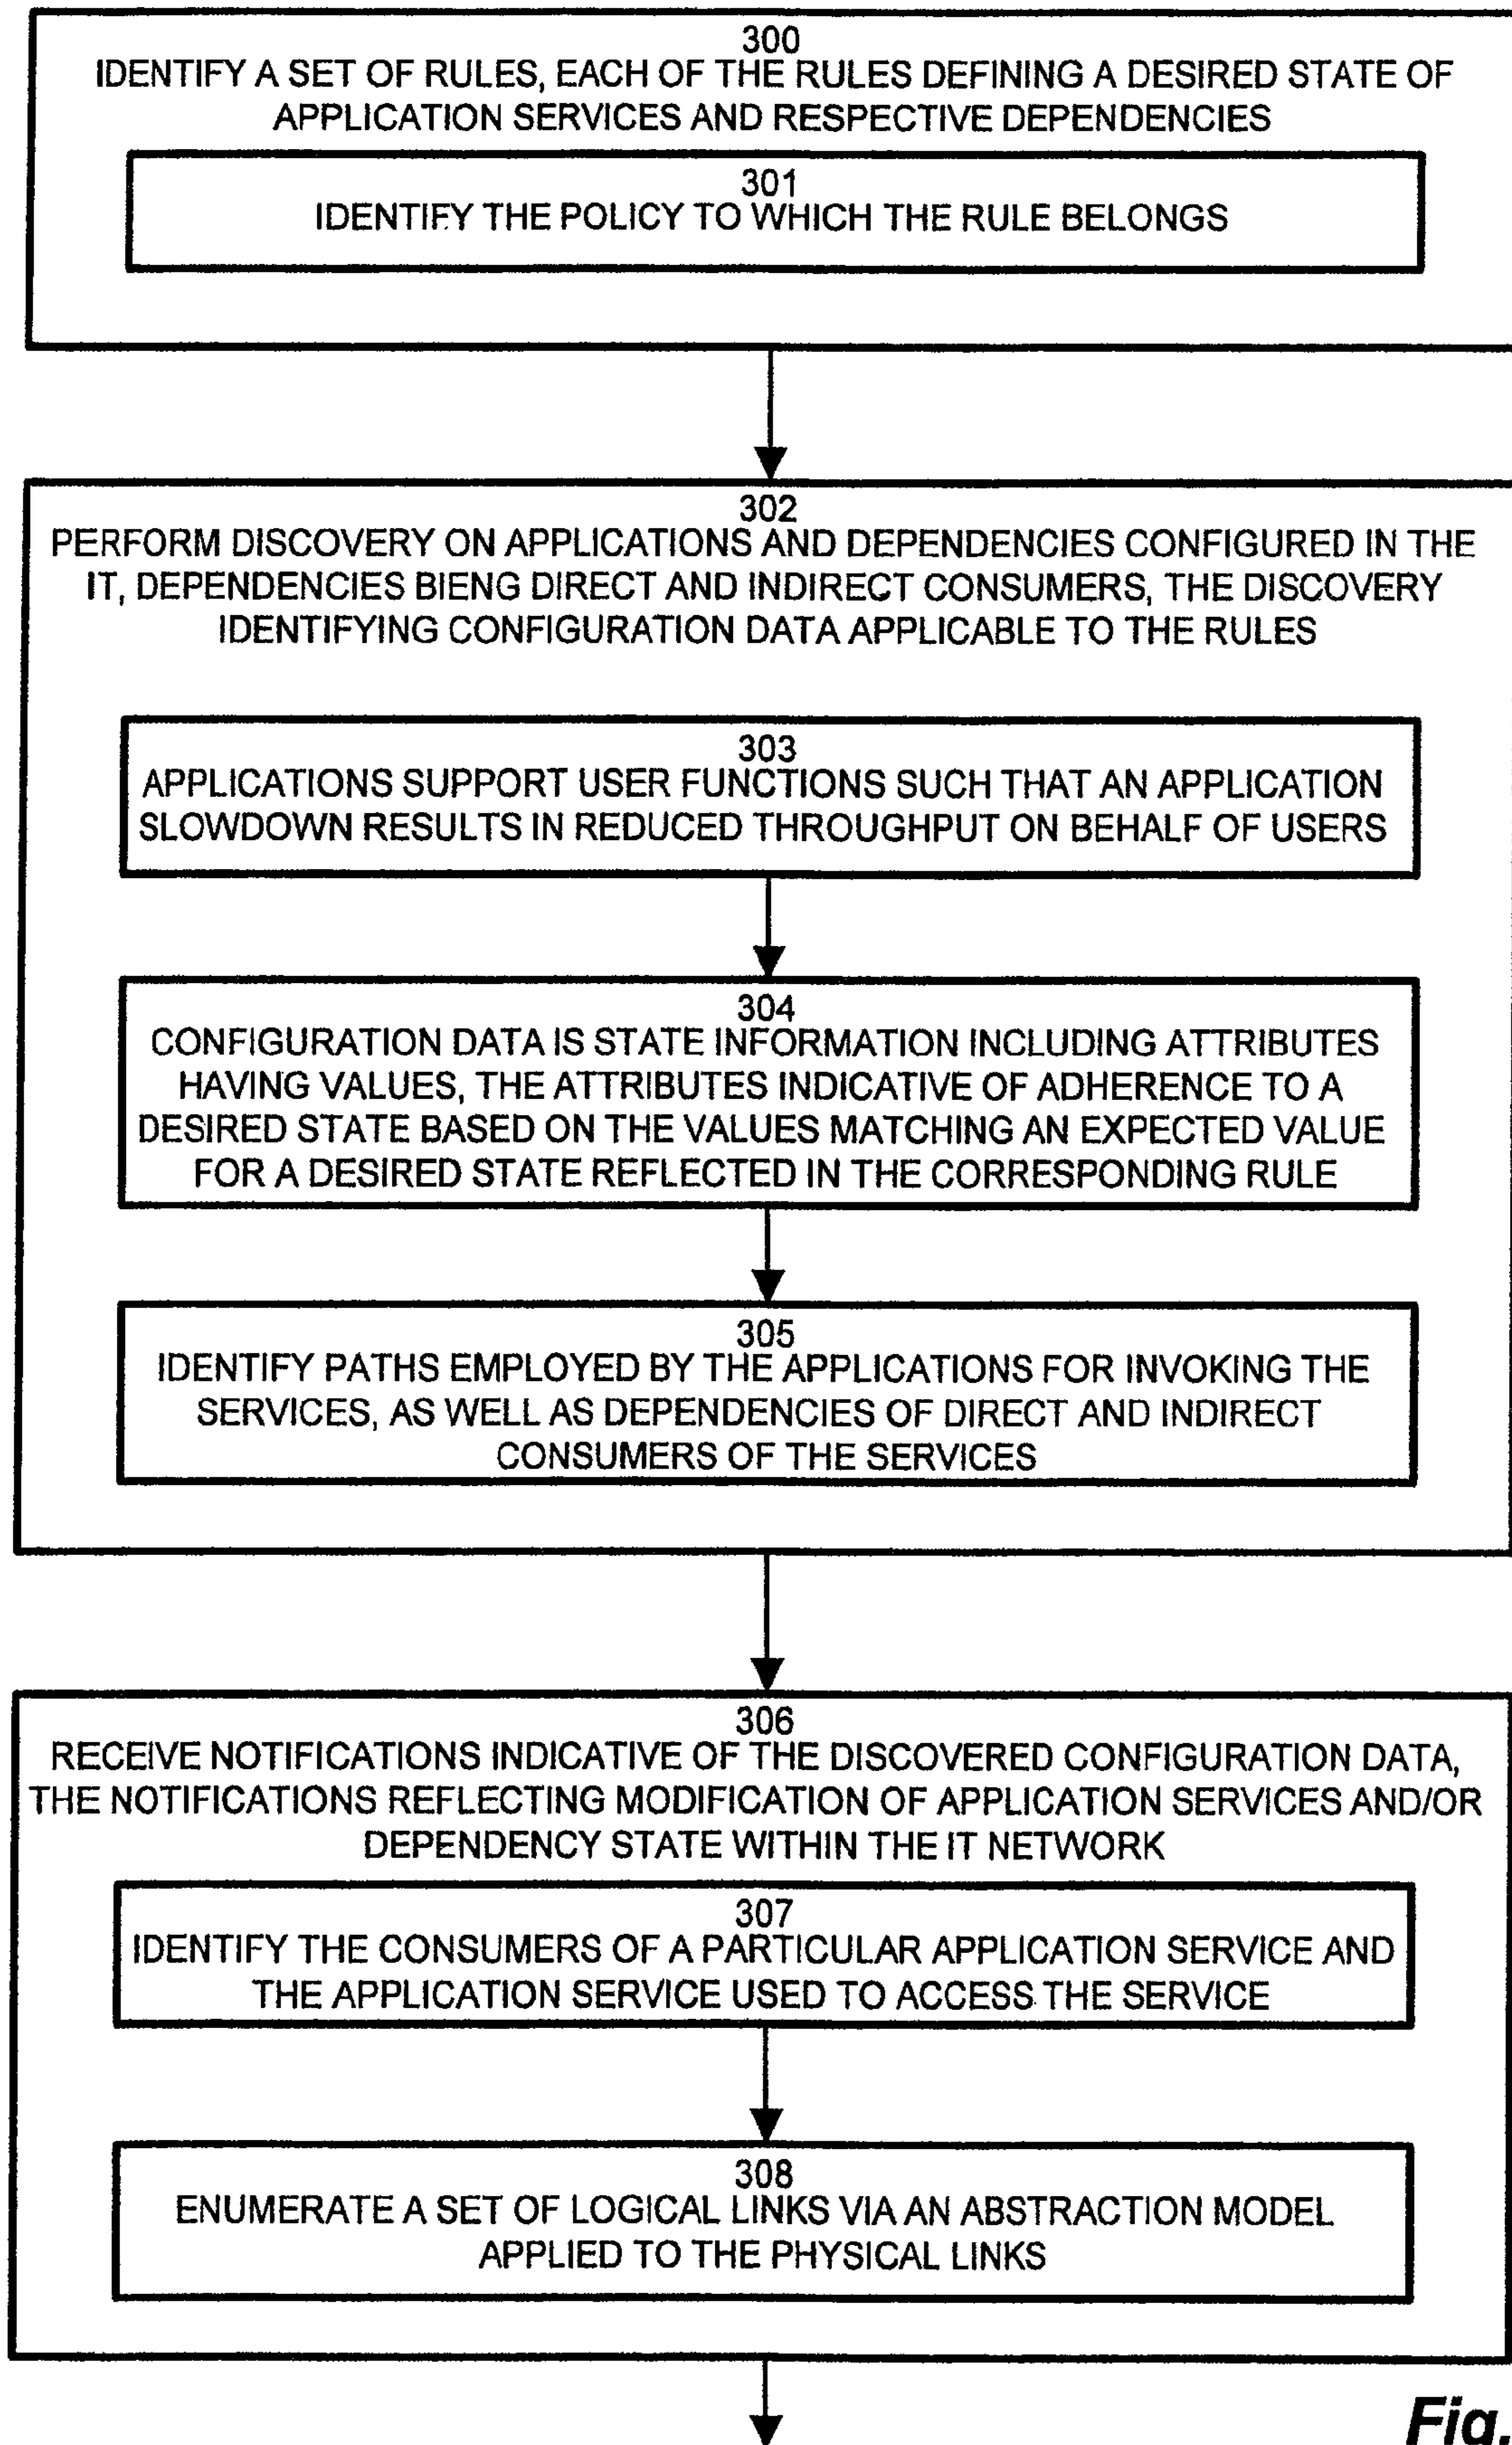 300
IDENTIFY A SET OF RULES, EACH OF THE RULES DEFINING A DESIRED STATE OF
APPLICATION SERVICES AND RESPECTIVE DEPENDENCIES
301
IDENTIFY THE POLICY TO WHICH THE RULE BELONGS
302
PERFORM DISCOVERY ON APPLICATIONS AND DEPENDENCIES CONFIGURED IN THE
IT, DEPENDENCIES BIENG DIRECT AND INDIRECT CONSUMERS, THE DISCOVERY
IDENTIFYING CONFIGURATION DATA APPLICABLE TO THE RULES
303
APPLICATIONS SUPPORT USER FUNCTIONS SUCH THAT AN APPLICATION
SLOWDOWN RESULTS IN REDUCED THROUGHPUT ON BEHALF OF USERS
304
CONFIGURATION DATA IS STATE INFORMATION INCLUDING ATTRIBUTES
HAVING VALUES, THE ATTRIBUTES INDICATIVE OF ADHERENCE TO A
DESIRED STATE BASED ON THE VALUES MATCHING AN EXPECTED VALUE
FOR A DESIRED STATE REFLECTED IN THE CORRESPONDING RULE
305
IDENTIFY PATHS EMPLOYED BY THE APPLICATIONS FOR INVOKING THE
SERVICES, AS WELL AS DEPENDENCIES OF DIRECT AND INDIRECT
CONSUMERS OF THE SERVICES
306
RECEIVE NOTIFICATIONS INDICATIVE OF THE DISCOVERED CONFIGURATION DATA,
THE NOTIFICATIONS REFLECTING MODIFICATION OF APPLICATION SERVICES AND/OR
DEPENDENCY STATE WITHIN THE IT NETWORK
307
IDENTIFY THE CONSUMERS OF A PARTICULAR APPLICATION SERVICE AND
THE APPLICATION SERVICE USED TO ACCESS THE SERVICE
308
ENUMERATE A SET OF LOGICAL LINKS VIA AN ABSTRACTION MODEL
APPLIED TO THE PHYSICAL LINKS
Fig.